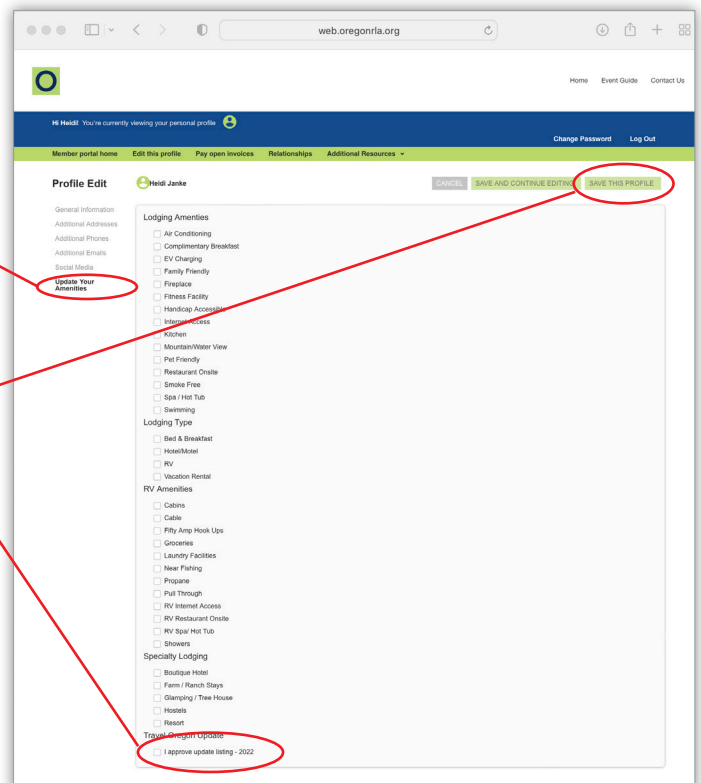 web.oregonrla.org
Home Event Guide Contact Us
Hi Heidi! You're currently viewing your personal profile
Change Password Log Out
Member portal home Edit this profile Pay open invoices Relationships Additional Resources
Profile Edit
Heidi Janke
CANCEL SAVE AND CONTINUE EDITING SAVE THIS PROFILE
General Information
Additional Addresses
Additional Phones
Additional Emails
Social Media
Update Your
Amenities
Lodging Amenties
Air Conditioning
Complimentary Breakfast
EV Charging
Family Friendly
Fireplace
Fitness Facility
Handicap Accessible
Internet Access
Kitchen
Mountain/Water View
Pet Friendly
Restaurant Onsite
Smoke Free
Spa / Hot Tub
Swimming
Lodging Type
Bed & Breakfast
Hotel/Motel
RV
Vacation Rental
RV Amenities
Cabins
Cable
Fifty Amp Hook Ups
Groceries
Laundry Facilities
Near Fishing
Propane
Pull Through
RV Internet Access
RV Restaurant Onsite
RV Spa/ Hot Tub
Showers
Specialty Lodging
Boutique Hotel
Farm / Ranch Stays
Glamping / Tree House
Hostels
Resort
Travel Oregon Update
I approve update listing - 2022